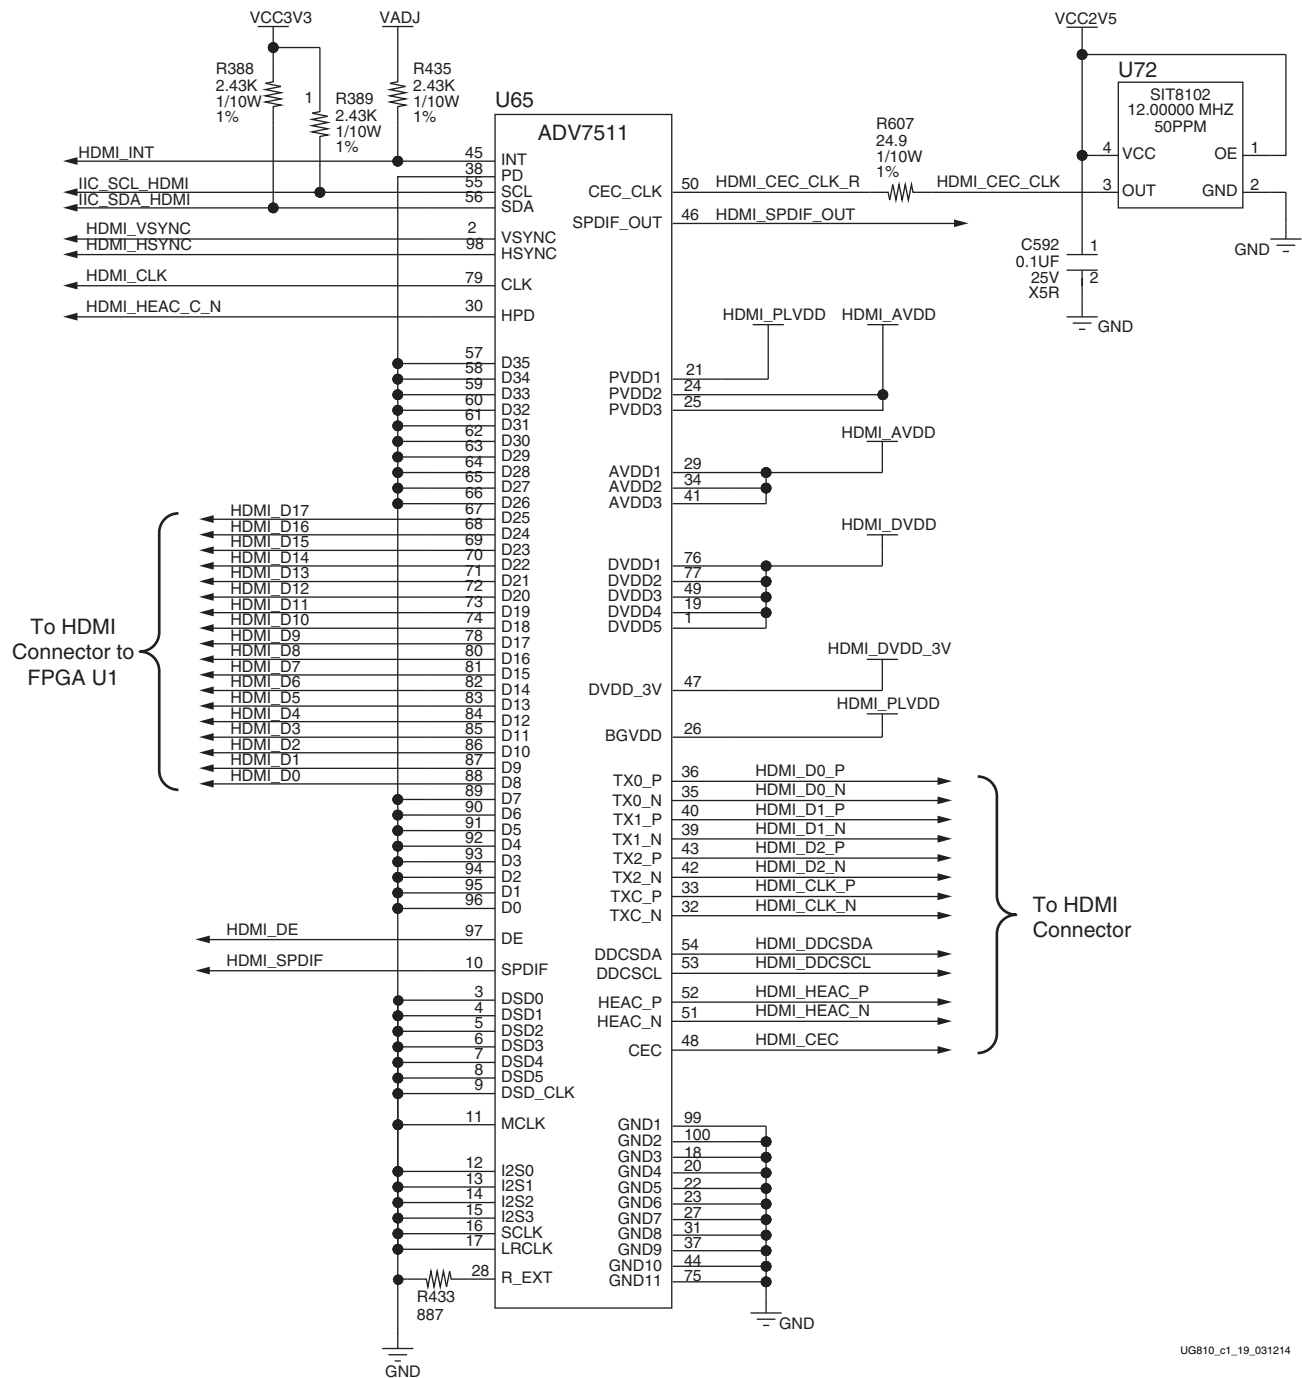 VCC3V3
VADJ
VCC2V5
R388
2.43K
1/10W
1%
1
R389
2.43K
1/10W
1%
R435
2.43K
1/10W
1%
U65
ADV7511
U72
SIT8102
12.00000 MHZ
50PPM
4 VCC
OE 1
3 OUT
GND 2
GND
R607
24.9
1/10W
1%
C592
0.1UF
25V
X5R
1
2
GND
HDMI_INT 45 INT
38 PD
IIC_SCL_HDMI 55 SCL
IIC_SDA_HDMI 56 SDA
HDMI_VSYNC 2 VSYNC
HDMI_HSYNC 98 HSYNC
HDMI_CLK 79 CLK
HDMI_HEAC_C_N 30 HPD
57 D35
58 D34
59 D33
60 D32
61 D31
62 D30
63 D29
64 D28
65 D27
66 D26
To HDMI
Connector to
FPGA U1
HDMI_D17 67 D25
HDMI_D16 68 D24
HDMI_D15 69 D23
HDMI_D14 70 D22
HDMI_D13 71 D21
HDMI_D12 72 D20
HDMI_D11 73 D19
HDMI_D10 74 D18
HDMI_D9 78 D17
HDMI_D8 80 D16
HDMI_D7 81 D15
HDMI_D6 82 D14
HDMI_D5 83 D13
HDMI_D4 84 D12
HDMI_D3 85 D11
HDMI_D2 86 D10
HDMI_D1 87 D9
HDMI_D0 88 D8
89 D7
90 D6
91 D5
92 D4
93 D3
94 D2
95 D1
96 D0
HDMI_DE 97 DE
HDMI_SPDIF 10 SPDIF
3 DSD0
4 DSD1
5 DSD2
6 DSD3
7 DSD4
8 DSD5
9 DSD_CLK
11 MCLK
12 I2S0
13 I2S1
14 I2S2
15 I2S3
16 SCLK
17 LRCLK
28 R_EXT
R433
887
GND
CEC_CLK 50 HDMI_CEC_CLK_R HDMI_CEC_CLK
SPDIF_OUT 46 HDMI_SPDIF_OUT
HDMI_PLVDD HDMI_AVDD
PVDD1 21
PVDD2 24
PVDD3 25
HDMI_AVDD
AVDD1 29
AVDD2 34
AVDD3 41
HDMI_DVDD
DVDD1 76
DVDD2 77
DVDD3 49
DVDD4 19
DVDD5 1
HDMI_DVDD_3V
DVDD_3V 47
HDMI_PLVDD
BGVDD 26
TX0_P 36 HDMI_D0_P
TX0_N 35 HDMI_D0_N
TX1_P 40 HDMI_D1_P
TX1_N 39 HDMI_D1_N
TX2_P 43 HDMI_D2_P
TX2_N 42 HDMI_D2_N
TXC_P 33 HDMI_CLK_P
TXC_N 32 HDMI_CLK_N
DDCSDA 54 HDMI_DDCSDA
DDCSCL 53 HDMI_DDCSCL
HEAC_P 52 HDMI_HEAC_P
HEAC_N 51 HDMI_HEAC_N
CEC 48 HDMI_CEC
To HDMI
Connector
GND1 99
GND2 100
GND3 18
GND4 20
GND5 22
GND6 23
GND7 27
GND8 31
GND9 37
GND10 44
GND11 75
GND
UG810_c1_19_031214